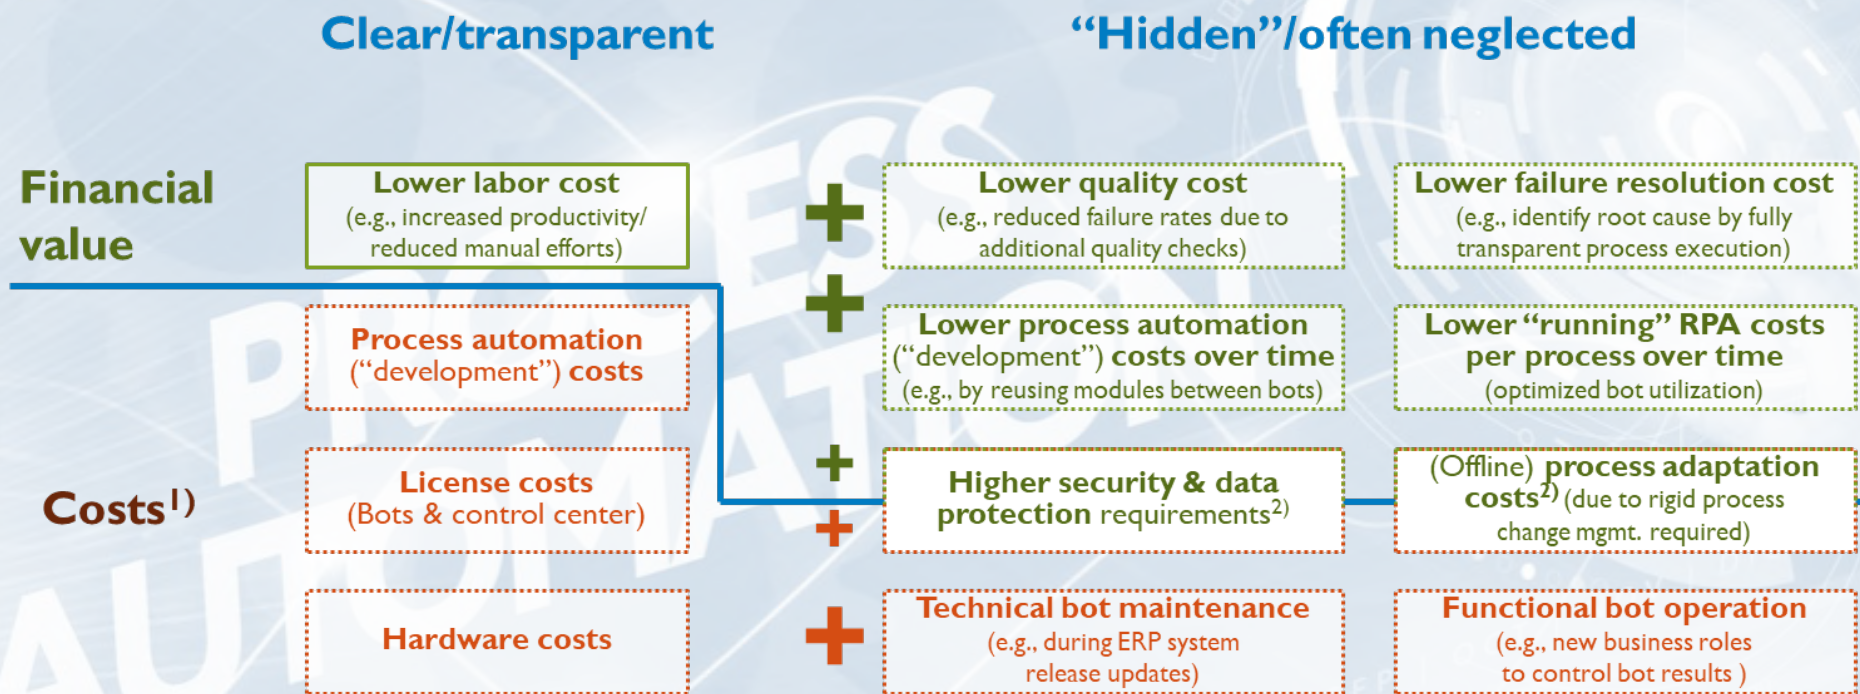 Clear/transparent
“Hidden”/often neglected
Financial
value
Lower labor cost
(e.g., increased productivity/
reduced manual efforts)
+
Lower quality cost
(e.g., reduced failure rates due to
additional quality checks)
Lower failure resolution cost
(e.g., identify root cause by fully
transparent process execution)
Process automation
(“development”) costs
+
Lower process automation
(“development”) costs over time
(e.g., by reusing modules between bots)
Lower “running” RPA costs
per process over time
(optimized bot utilization)
Costs¹⁾
License costs
(Bots & control center)
+
+
Higher security & data
protection requirements²⁾
(Offline) process adaptation
costs²⁾ (due to rigid process
change mgmt. required)
Hardware costs
+
Technical bot maintenance
(e.g., during ERP system
release updates)
Functional bot operation
(e.g., new business roles
to control bot results )
PROCESS
AUTOMATION